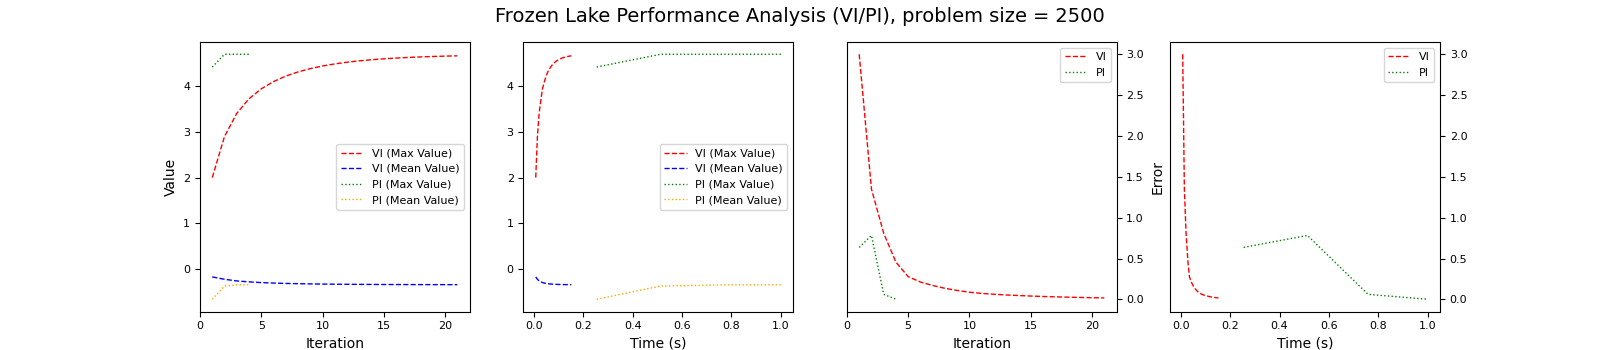 Frozen Lake Performance Analysis (VI/PI), problem size = 2500
Value
4
3
2
1
0
VI (Max Value)
VI (Mean Value)
PI (Max Value)
PI (Mean Value)
0 5 10 15 20
Iteration
4
3
2
1
0
VI (Max Value)
VI (Mean Value)
PI (Max Value)
PI (Mean Value)
0.0 0.2 0.4 0.6 0.8 1.0
Time (s)
VI
PI
3.0
2.5
2.0
1.5
1.0
0.5
0.0
0 5 10 15 20
Iteration
Error
VI
PI
3.0
2.5
2.0
1.5
1.0
0.5
0.0
0.0 0.2 0.4 0.6 0.8 1.0
Time (s)